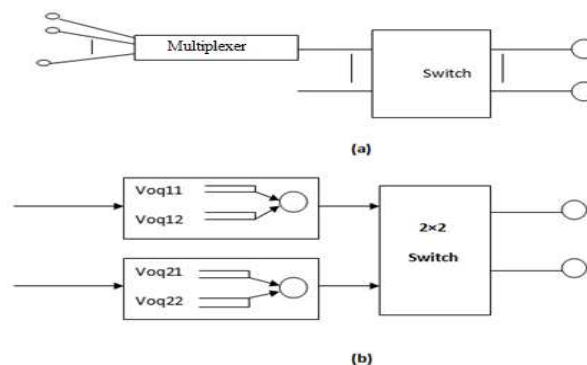 Multiplexer
Switch
(a)
Voq11
Voq12
2×2
Switch
Voq21
Voq22
(b)